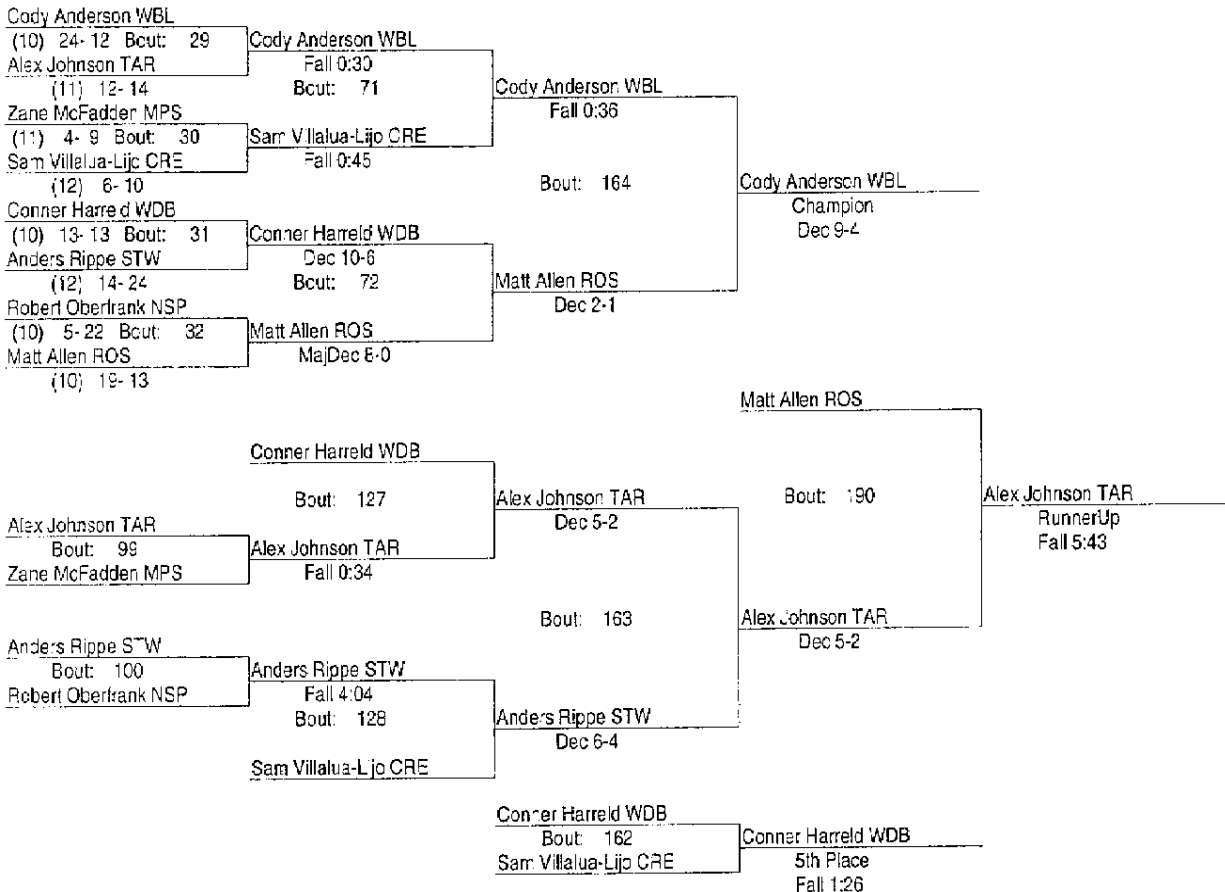 Cody Anderson WBL
(10) 24-12 Bout: 29
Alex Johnson TAR
(11) 12-14
Zane McFadden MPS
(11) 4-9 Bout: 30
Sam Villalua-Lijo CRE
(12) 6-10
Conner Harreld WDB
(10) 13-13 Bout: 31
Anders Rippe STW
(12) 14-24
Robert Oberfrank NSP
(10) 5-22 Bout: 32
Matt Allen ROS
(10) 19-13
Cody Anderson WBL
Fall 0:30
Bout: 71
Sam Villalua-Lijo CRE
Fall 0:45
Conner Harreld WDB
Dec 10-6
Bout: 72
Matt Allen ROS
MajDec 8-0
Cody Anderson WBL
Fall 0:36
Bout: 164
Matt Allen ROS
Dec 2-1
Cody Anderson WBL
Champion
Dec 9-4
Alex Johnson TAR
Bout: 99
Zane McFadden MPS
Anders Rippe STW
Bout: 100
Robert Oberfrank NSP
Conner Harreld WDB
Bout: 127
Alex Johnson TAR
Fall 0:34
Anders Rippe STW
Fall 4:04
Bout: 128
Sam Villalua-Lijo CRE
Alex Johnson TAR
Dec 5-2
Bout: 163
Anders Rippe STW
Dec 6-4
Matt Allen ROS
Bout: 190
Alex Johnson TAR
Dec 5-2
Alex Johnson TAR
RunnerUp
Fall 5:43
Conner Harreld WDB
Bout: 162
Sam Villalua-Lijo CRE
Conner Harreld WDB
5th Place
Fall 1:26